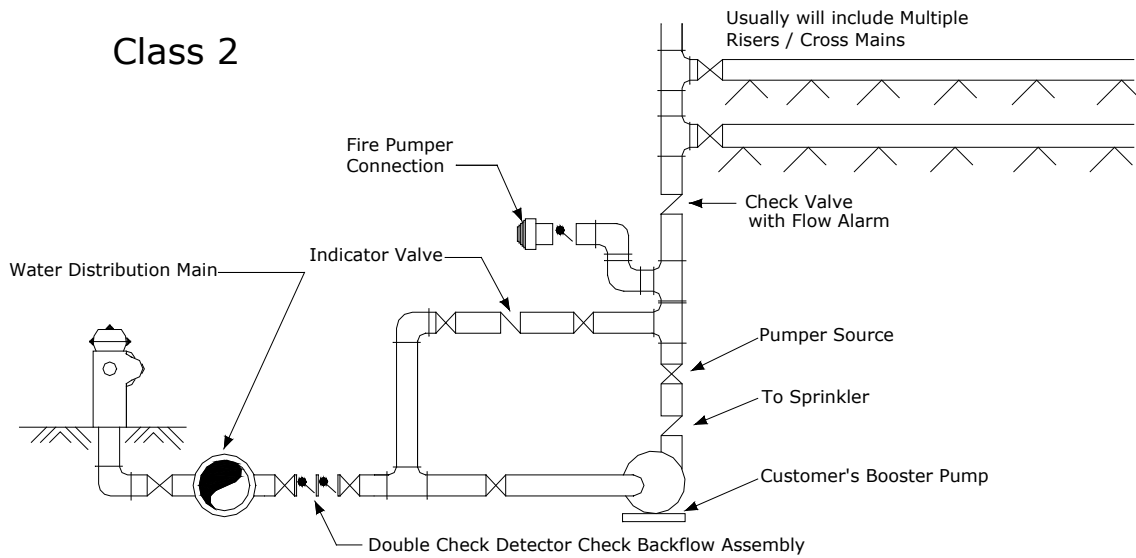 Class 2
Usually will include Multiple
Risers / Cross Mains
Fire Pumper
Connection
Check Valve
with Flow Alarm
Indicator Valve
Water Distribution Main
Pumper Source
To Sprinkler
Customer's Booster Pump
Double Check Detector Check Backflow Assembly